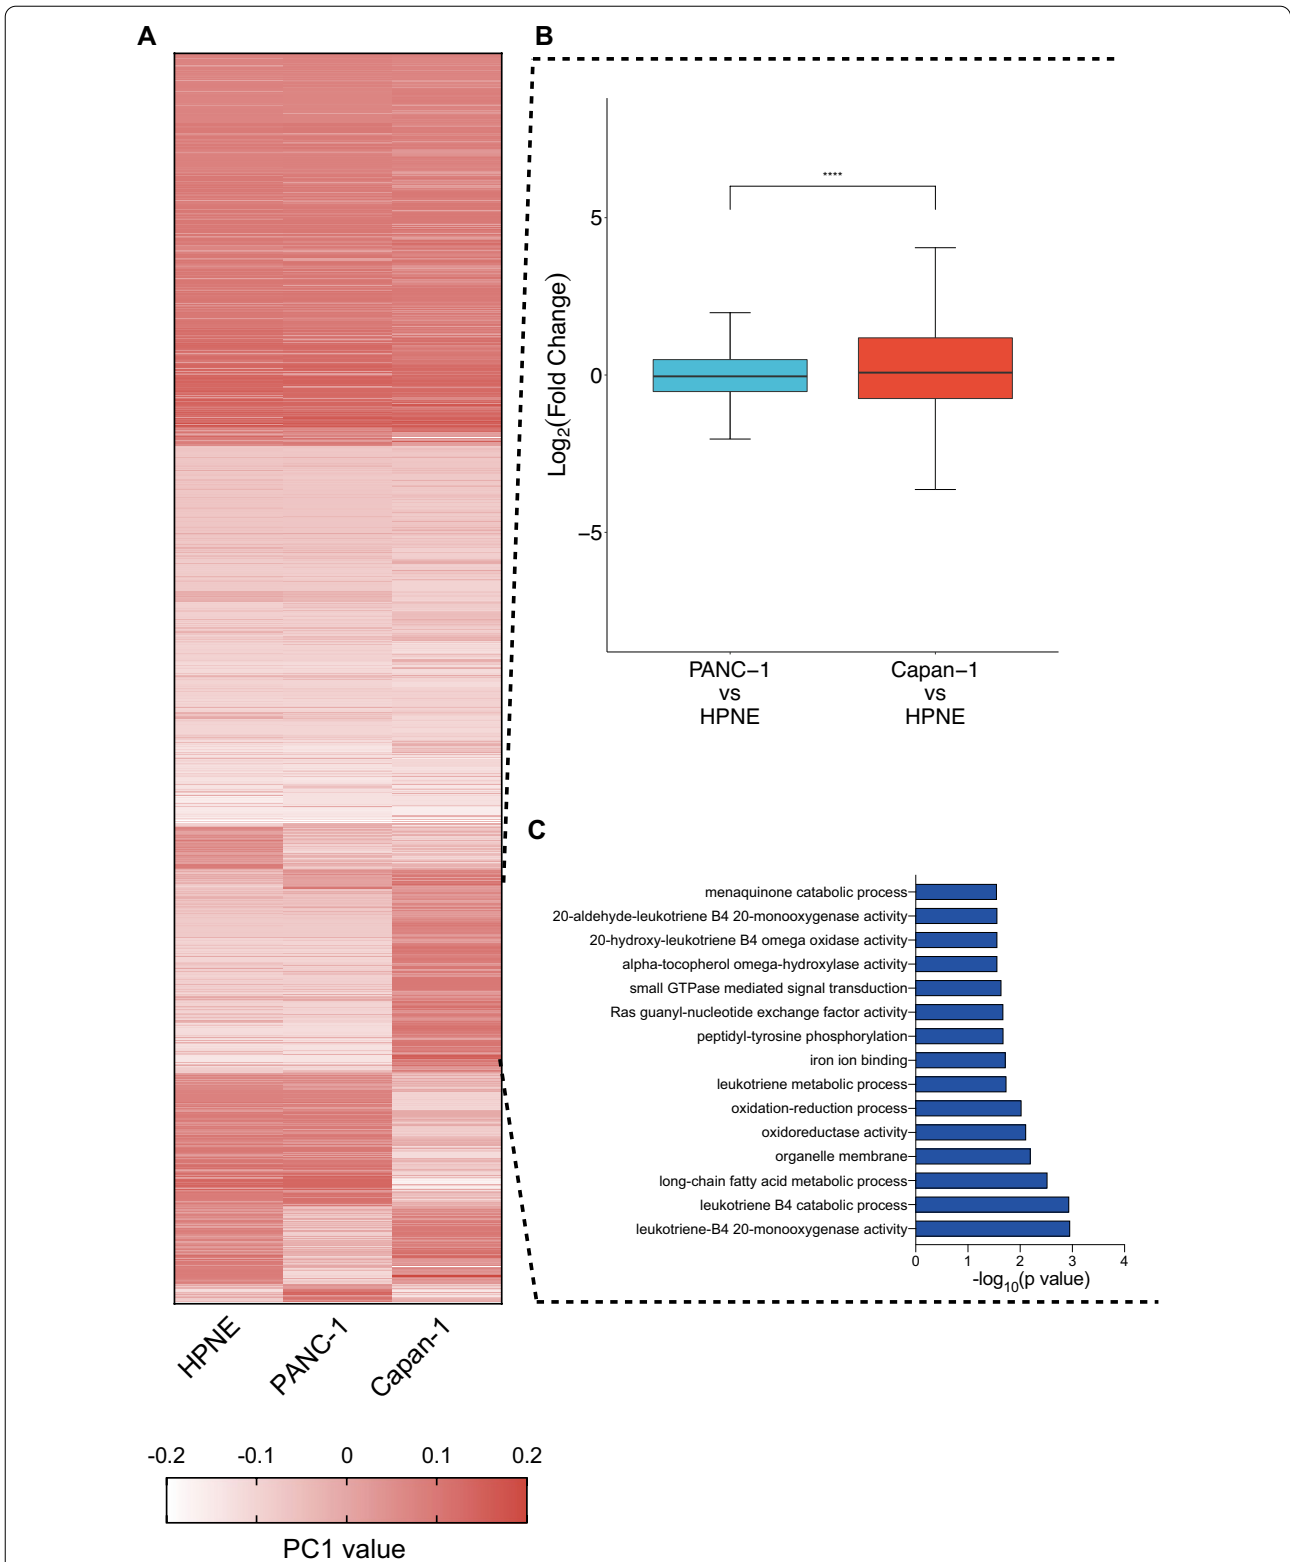 A
B
****
5
0
−5
Log2(Fold Change)
PANC−1
vs
HPNE
Capan−1
vs
HPNE
C
menaquinone catabolic process
20-aldehyde-leukotriene B4 20-monooxygenase activity
20-hydroxy-leukotriene B4 omega oxidase activity
alpha-tocopherol omega-hydroxylase activity
small GTPase mediated signal transduction
Ras guanyl-nucleotide exchange factor activity
peptidyl-tyrosine phosphorylation
iron ion binding
leukotriene metabolic process
oxidation-reduction process
oxidoreductase activity
organelle membrane
long-chain fatty acid metabolic process
leukotriene B4 catabolic process
leukotriene-B4 20-monooxygenase activity
0 1 2 3 4
-log10(p value)
HPNE PANC-1 Capan-1
-0.2 -0.1 0 0.1 0.2
PC1 value